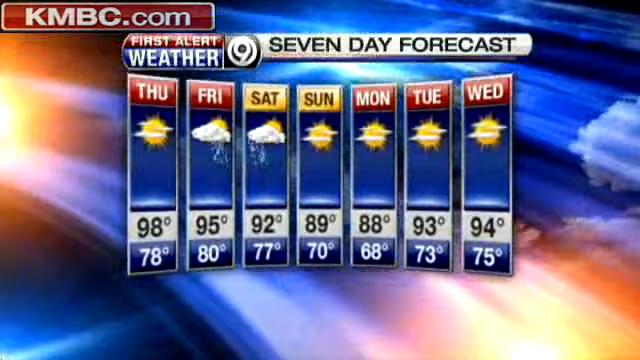 KMBC.com
FIRST ALERT
WEATHER 9 SEVEN DAY FORECAST
THU FRI SAT SUN MON TUE WED
98° 95° 92° 89° 88° 93° 94°
78° 80° 77° 70° 68° 73° 75°